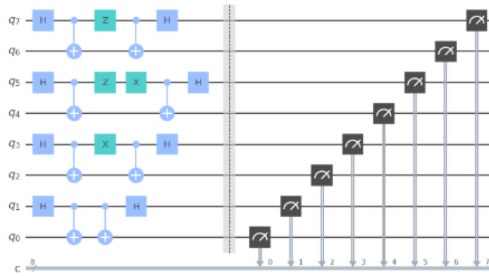 q7 H Z H
q6
q5 H Z X H
q4
q3 H X H
q2
q1 H H
q0
c 8 0 1 2 3 4 5 6 7